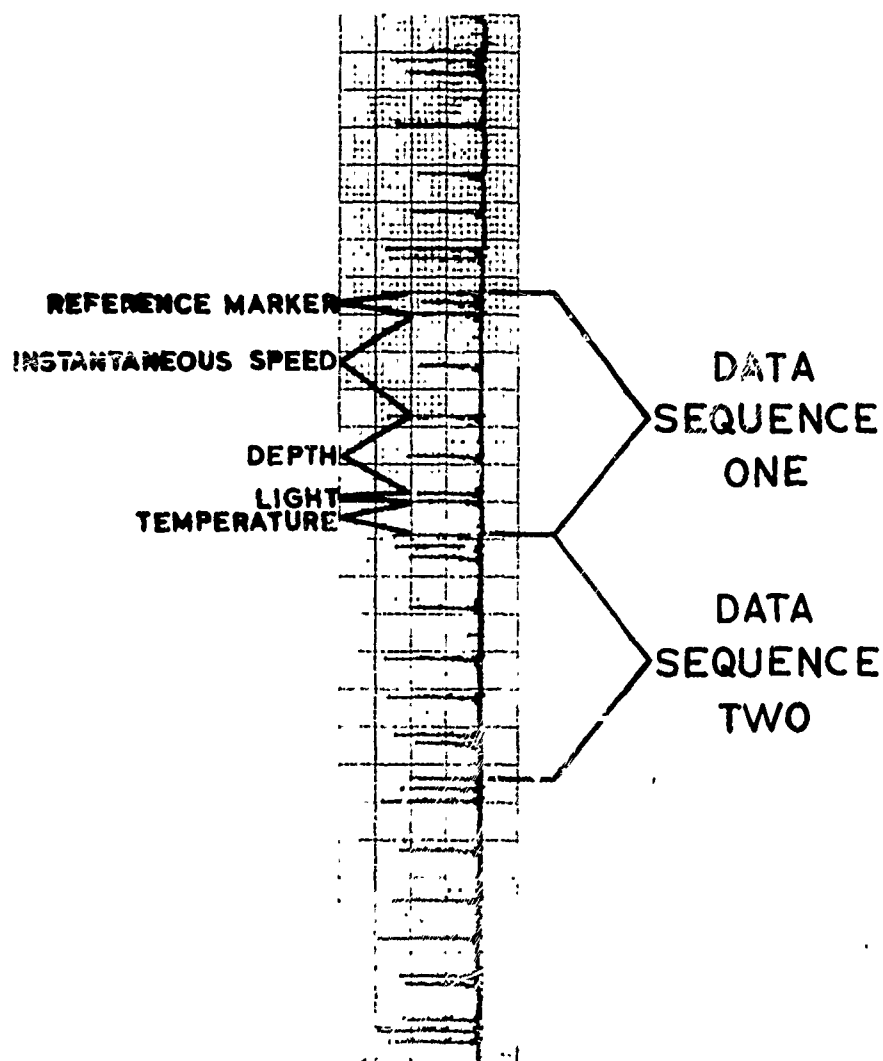 REFERENCE MARKER
INSTANTANEOUS SPEED
DEPTH
LIGHT
TEMPERATURE
DATA
SEQUENCE
ONE
DATA
SEQUENCE
TWO